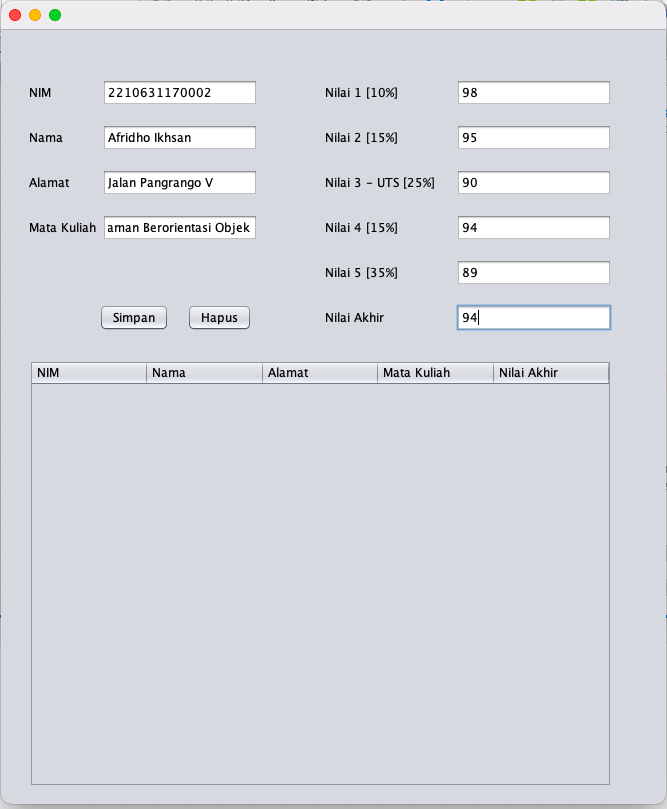 NIM 2210631170002 Nilai 1 [10%] 98
Nama Afridho Ikhsan Nilai 2 [15%] 95
Alamat Jalan Pangrango V Nilai 3 - UTS [25%] 90
Mata Kuliah aman Berorientasi Objek Nilai 4 [15%] 94
Nilai 5 [35%] 89
Simpan Hapus Nilai Akhir 94
NIM Nama Alamat Mata Kuliah Nilai Akhir